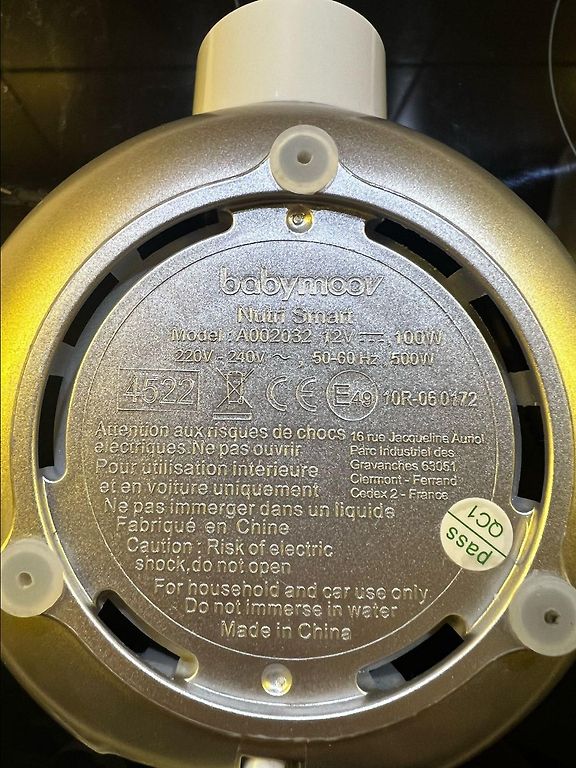 babymoov
Nutri Smart
Model : A002032 12V ⎓ , 100W
220V - 240V ~ , 50-60 Hz , 500W
4522 CE E49 10R-06 0172
Attention aux risques de chocs
électriques.Ne pas ouvrir
Pour utilisation intérieure
et en voiture uniquement
Ne pas immerger dans un liquide
Fabriqué en Chine
16 rue Jacqueline Auriol
Parc Industriel des
Gravanches 63051
Clermont - Ferrand
Cedex 2 - France
Caution : Risk of electric
shock,do not open
For household and car use only
Do not immerse in water
Made in China
pass
QC1